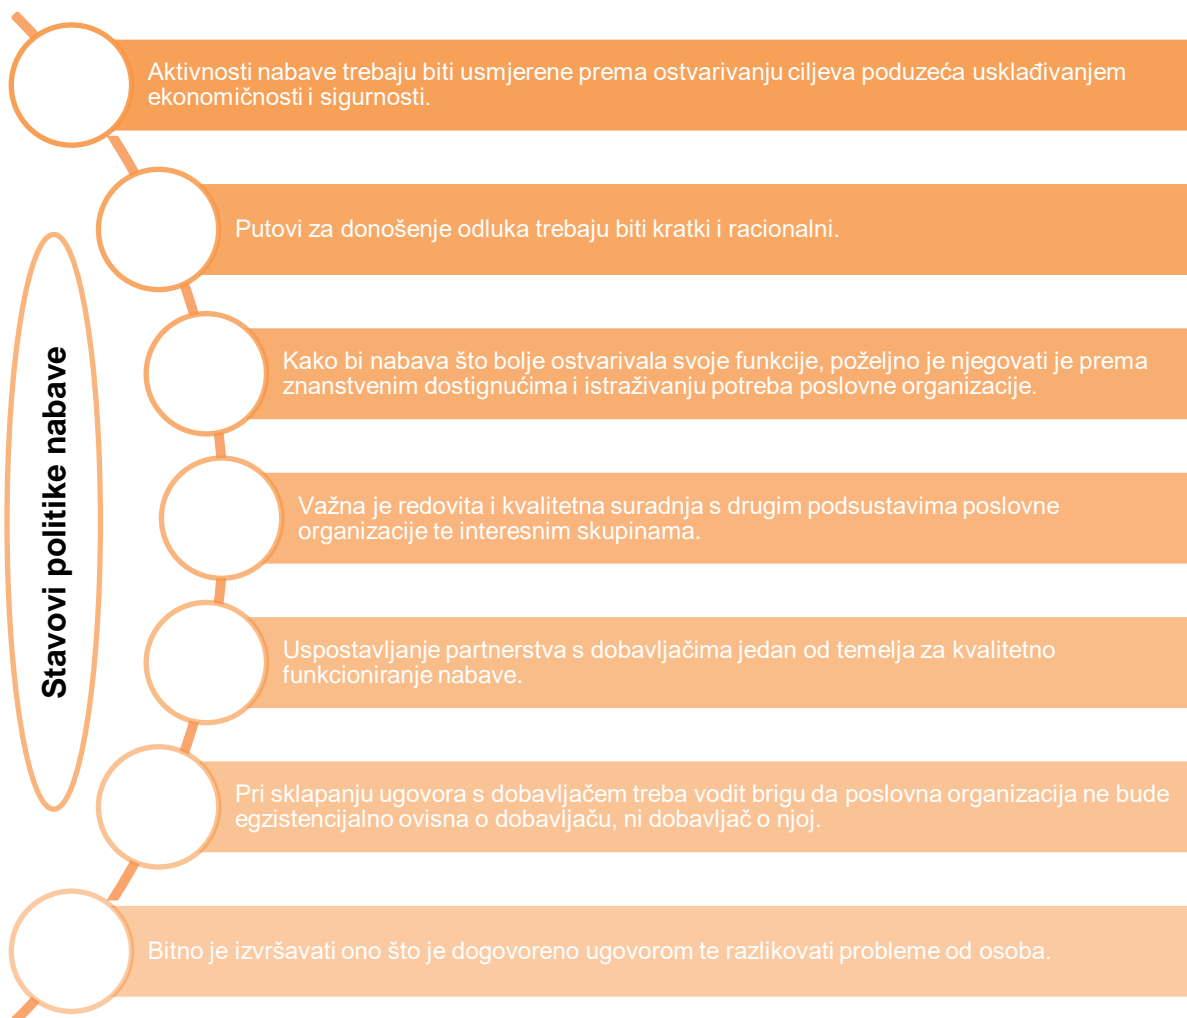 Aktivnosti nabave trebaju biti usmjerene prema ostvarivanju ciljeva poduzeća usklađivanjem
ekonomičnosti i sigurnosti.
Putovi za donošenje odluka trebaju biti kratki i racionalni.
Kako bi nabava što bolje ostvarivala svoje funkcije, poželjno je njegovati je prema
znanstvenim dostignućima i istraživanju potreba poslovne organizacije.
Stavovi politike nabave
Važna je redovita i kvalitetna suradnja s drugim podsustavima poslovne
organizacije te interesnim skupinama.
Uspostavljanje partnerstva s dobavljačima jedan od temelja za kvalitetno
funkcioniranje nabave.
Pri sklapanju ugovora s dobavljačem treba vodit brigu da poslovna organizacija ne bude
egzistencijalno ovisna o dobavljaču, ni dobavljač o njoj.
Bitno je izvršavati ono što je dogovoreno ugovorom te razlikovati probleme od osoba.